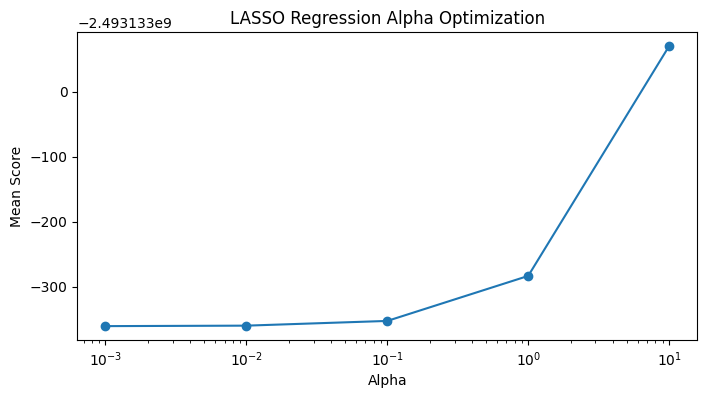 LASSO Regression Alpha Optimization
−2.493133e9
0
−100
−200
−300
Mean Score
10⁻³
10⁻²
10⁻¹
10⁰
10¹
Alpha